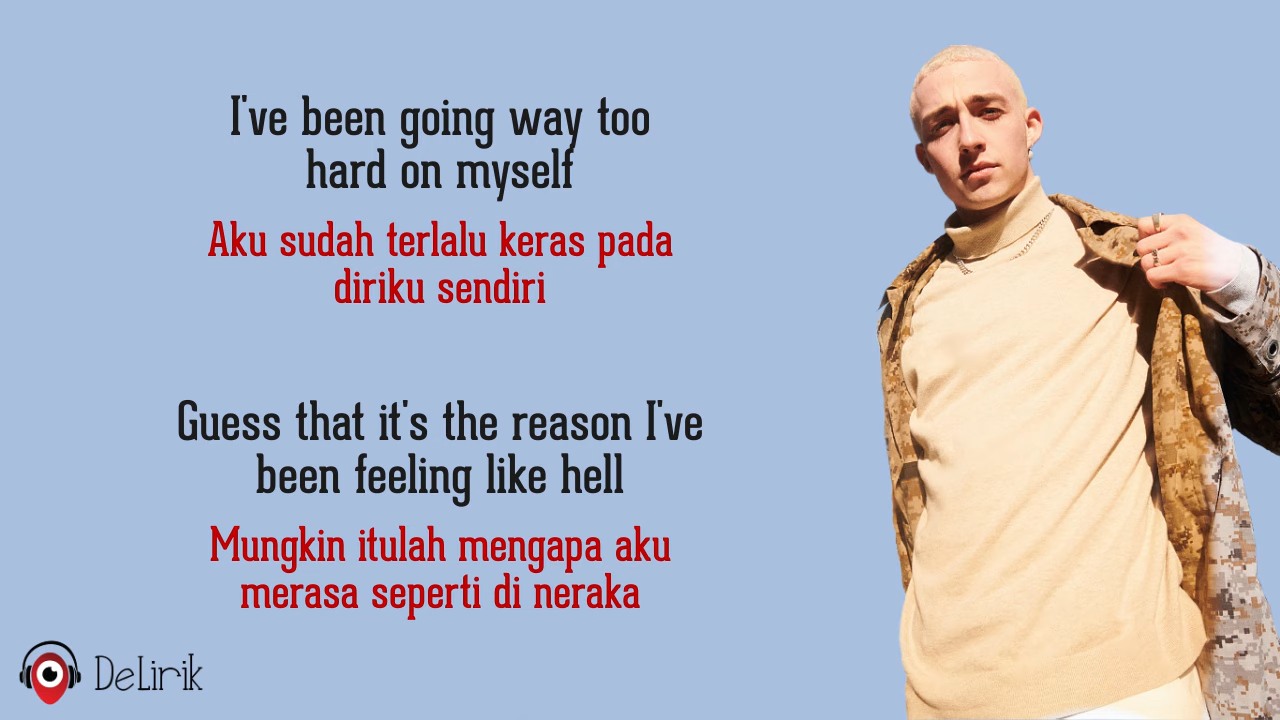 I've been going way too
hard on myself
Aku sudah terlalu keras pada
diriku sendiri
Guess that it's the reason I've
been feeling like hell
Mungkin itulah mengapa aku
merasa seperti di neraka
DeLirik